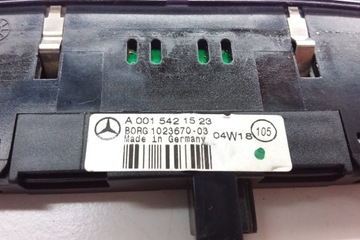 A 001 542 15 23
BORG 1023670-03 04W18 105
Made in Germany